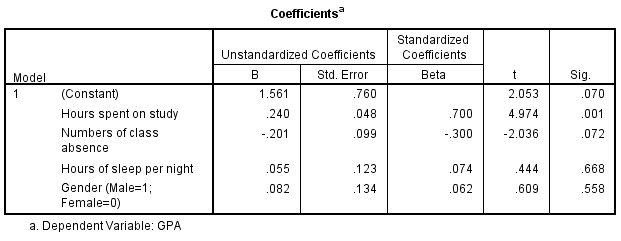 Coefficientsa
Unstandardized Coefficients Standardized Coefficients
Model B Std. Error Beta t Sig.
1 (Constant) 1.561 .760 2.053 .070
Hours spent on study .240 .048 .700 4.974 .001
Numbers of class absence -.201 .099 -.300 -2.036 .072
Hours of sleep per night .055 .123 .074 .444 .668
Gender (Male=1; Female=0) .082 .134 .062 .609 .558
a. Dependent Variable: GPA